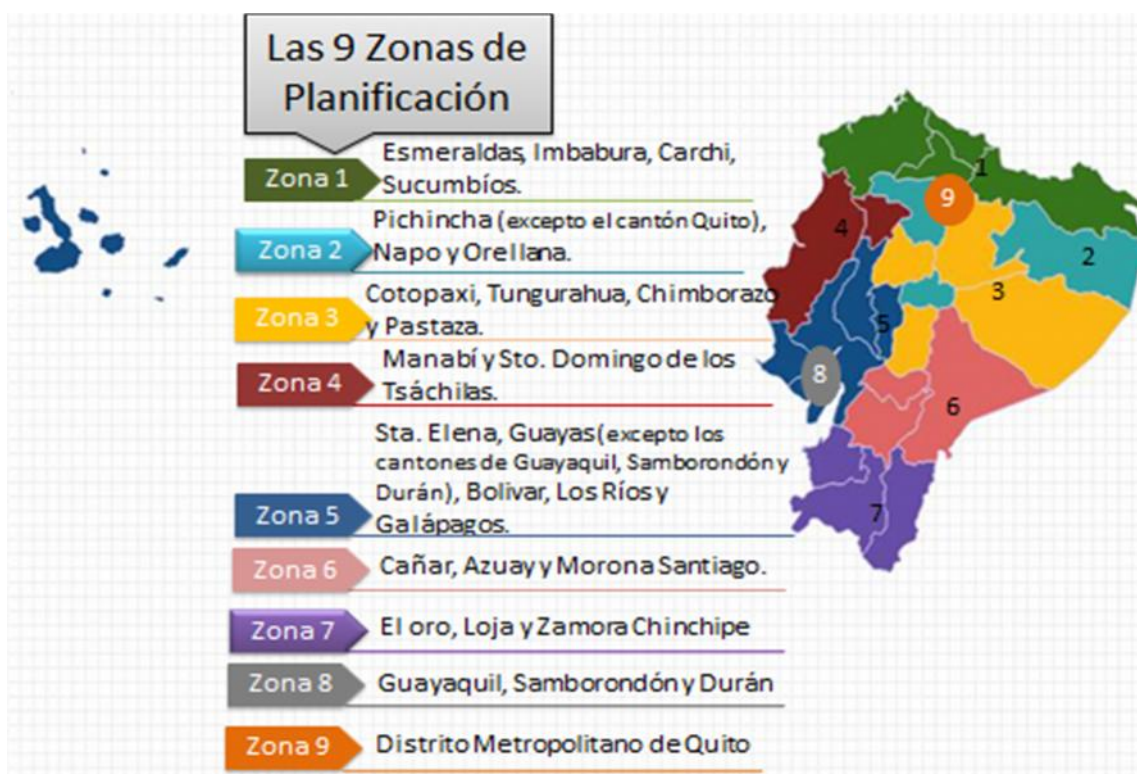 Las 9 Zonas de
Planificación
Zona 1
Esmeraldas, Imbabura, Carchi,
Sucumbíos.
Zona 2
Pichincha (excepto el cantón Quito),
Napo y Orellana.
Zona 3
Cotopaxi, Tungurahua, Chimborazo
y Pastaza.
Zona 4
Manabí y Sto. Domingo de los
Tsáchilas.
Zona 5
Sta. Elena, Guayas (excepto los
cantones de Guayaquil, Samborondón y
Durán), Bolivar, Los Ríos y
Galápagos.
Zona 6
Cañar, Azuay y Morona Santiago.
Zona 7
El oro, Loja y Zamora Chinchipe
Zona 8
Guayaquil, Samborondón y Durán
Zona 9
Distrito Metropolitano de Quito
1
9
4
2
3
5
8
6
7